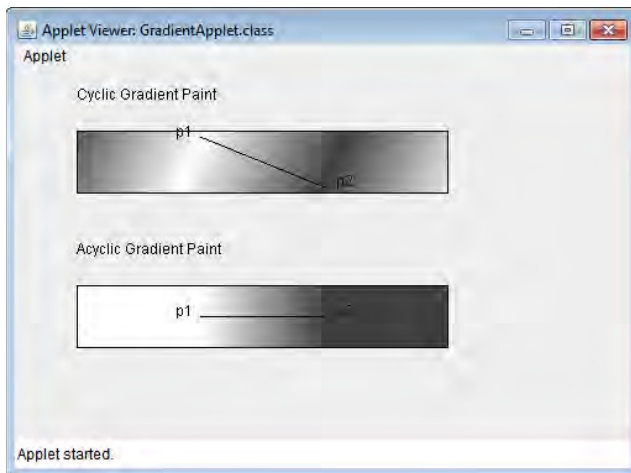 Applet Viewer: GradientApplet.class
Applet
Cyclic Gradient Paint
p1
p2
Acyclic Gradient Paint
p1
Applet started.